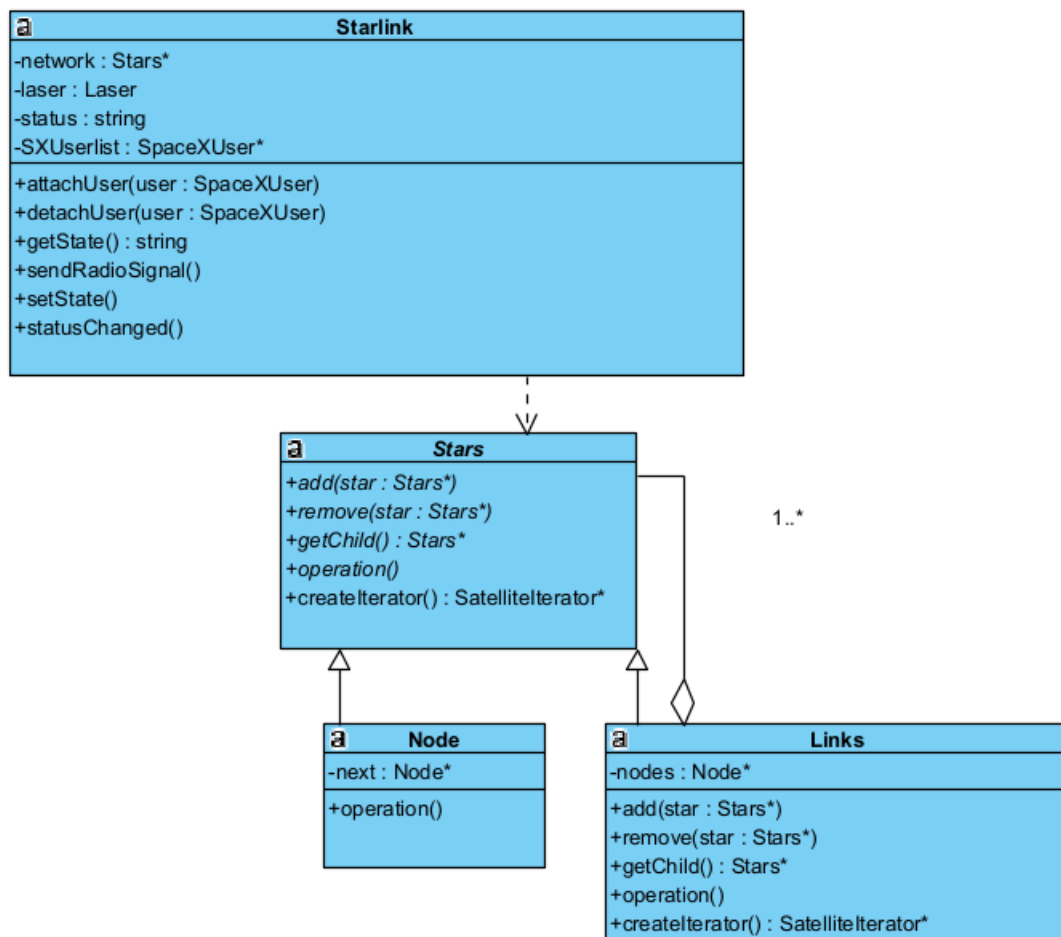 a Starlink
-network : Stars*
-laser : Laser
-status : string
-SXUserlist : SpaceXUser*
+attachUser(user : SpaceXUser)
+detachUser(user : SpaceXUser)
+getState() : string
+sendRadioSignal()
+setState()
+statusChanged()
a Stars
+add(star : Stars*)
+remove(star : Stars*)
+getChild() : Stars*
+operation()
+createIterator() : SatelliteIterator*
1..*
a Node
-next : Node*
+operation()
a Links
-nodes : Node*
+add(star : Stars*)
+remove(star : Stars*)
+getChild() : Stars*
+operation()
+createIterator() : SatelliteIterator*